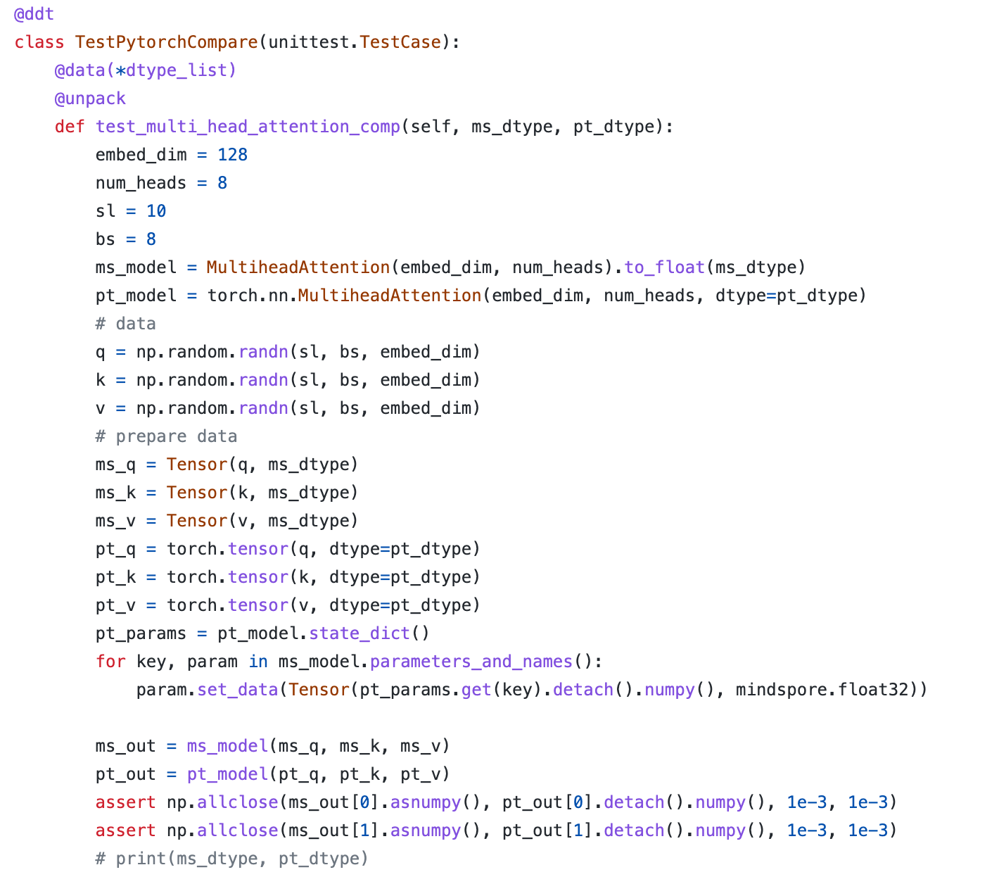 @ddt
class TestPytorchCompare(unittest.TestCase):
    @data(*dtype_list)
    @unpack
    def test_multi_head_attention_comp(self, ms_dtype, pt_dtype):
        embed_dim = 128
        num_heads = 8
        sl = 10
        bs = 8
        ms_model = MultiheadAttention(embed_dim, num_heads).to_float(ms_dtype)
        pt_model = torch.nn.MultiheadAttention(embed_dim, num_heads, dtype=pt_dtype)
        # data
        q = np.random.randn(sl, bs, embed_dim)
        k = np.random.randn(sl, bs, embed_dim)
        v = np.random.randn(sl, bs, embed_dim)
        # prepare data
        ms_q = Tensor(q, ms_dtype)
        ms_k = Tensor(k, ms_dtype)
        ms_v = Tensor(v, ms_dtype)
        pt_q = torch.tensor(q, dtype=pt_dtype)
        pt_k = torch.tensor(k, dtype=pt_dtype)
        pt_v = torch.tensor(v, dtype=pt_dtype)
        pt_params = pt_model.state_dict()
        for key, param in ms_model.parameters_and_names():
            param.set_data(Tensor(pt_params.get(key).detach().numpy(), mindspore.float32))

        ms_out = ms_model(ms_q, ms_k, ms_v)
        pt_out = pt_model(pt_q, pt_k, pt_v)
        assert np.allclose(ms_out[0].asnumpy(), pt_out[0].detach().numpy(), 1e-3, 1e-3)
        assert np.allclose(ms_out[1].asnumpy(), pt_out[1].detach().numpy(), 1e-3, 1e-3)
        # print(ms_dtype, pt_dtype)